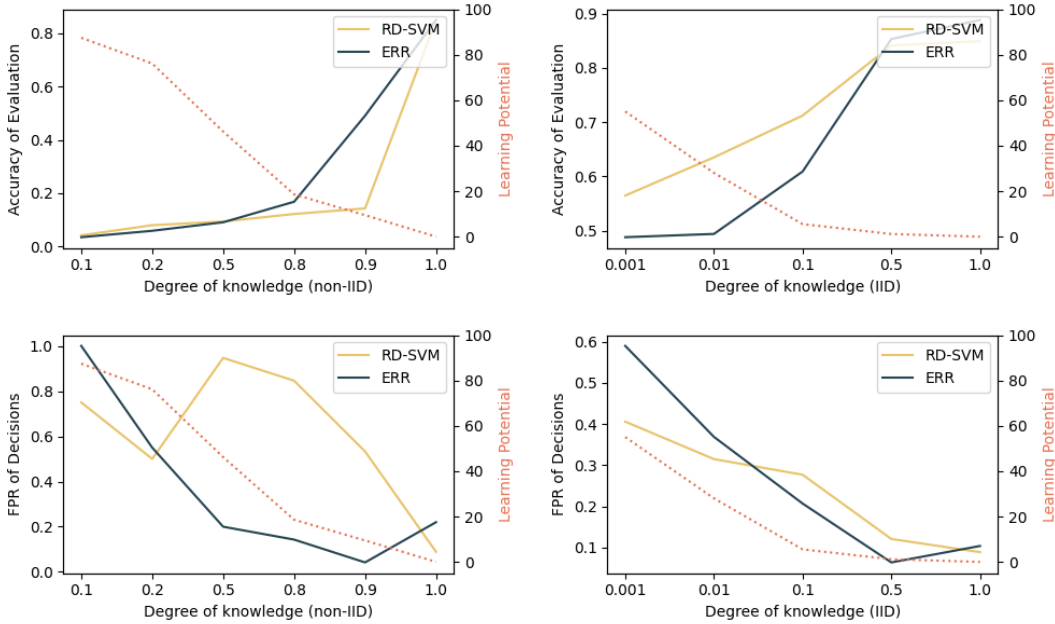 RD-SVM
ERR
Accuracy of Evaluation
0.8
0.6
0.4
0.2
0.0
100
80
60
40
20
0
Learning Potential
0.1 0.2 0.5 0.8 0.9 1.0
Degree of knowledge (non-IID)
RD-SVM
ERR
Accuracy of Evaluation
0.9
0.8
0.7
0.6
0.5
100
80
60
40
20
0
Learning Potential
0.001 0.01 0.1 0.5 1.0
Degree of knowledge (IID)
RD-SVM
ERR
FPR of Decisions
1.0
0.8
0.6
0.4
0.2
0.0
100
80
60
40
20
0
Learning Potential
0.1 0.2 0.5 0.8 0.9 1.0
Degree of knowledge (non-IID)
RD-SVM
ERR
FPR of Decisions
0.6
0.5
0.4
0.3
0.2
0.1
100
80
60
40
20
0
Learning Potential
0.001 0.01 0.1 0.5 1.0
Degree of knowledge (IID)